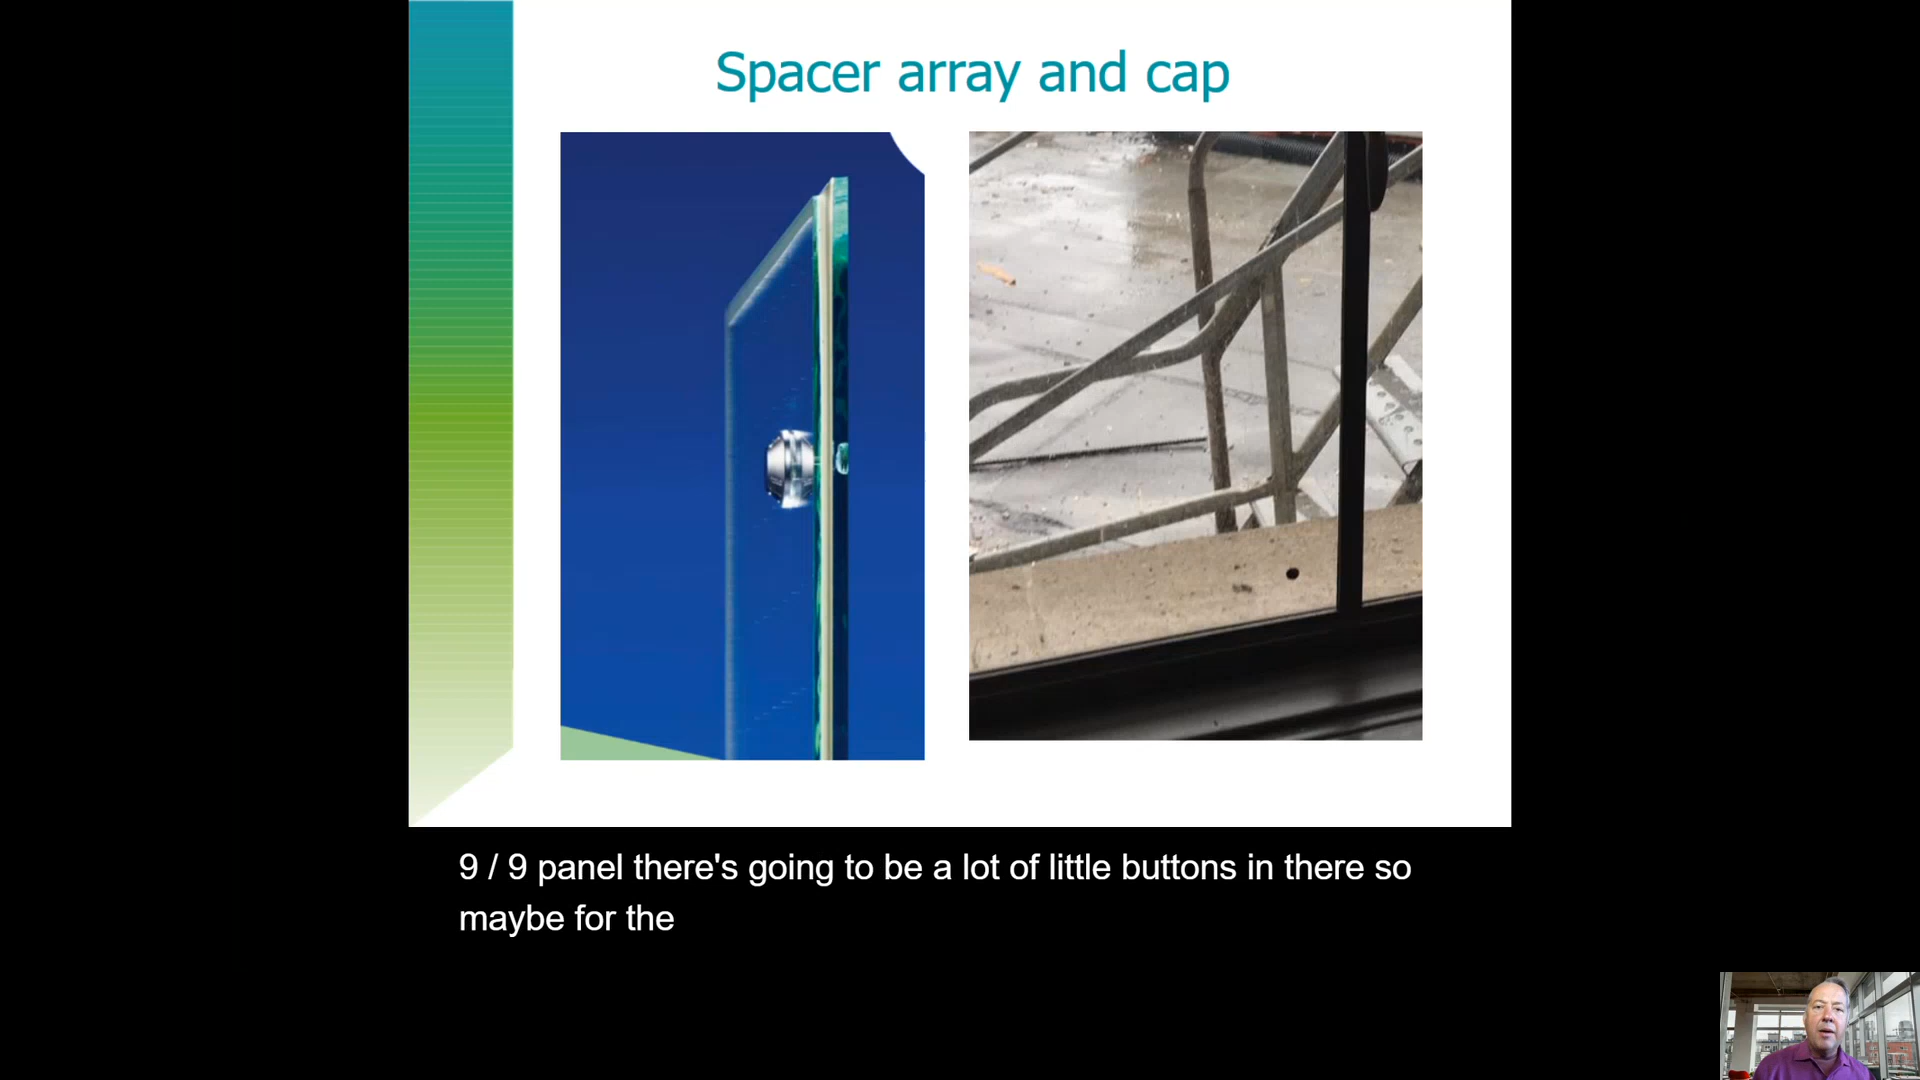 Spacer array and cap
9 / 9 panel there's going to be a lot of little buttons in there so
maybe for the